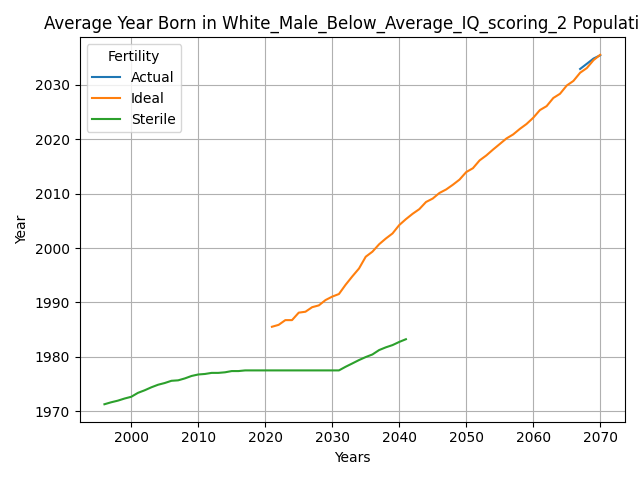 Average Year Born in White_Male_Below_Average_IQ_scoring_2 Populati
Fertility
Actual
Ideal
Sterile
Year
2030
2020
2010
2000
1990
1980
1970
2000 2010 2020 2030 2040 2050 2060 2070
Years